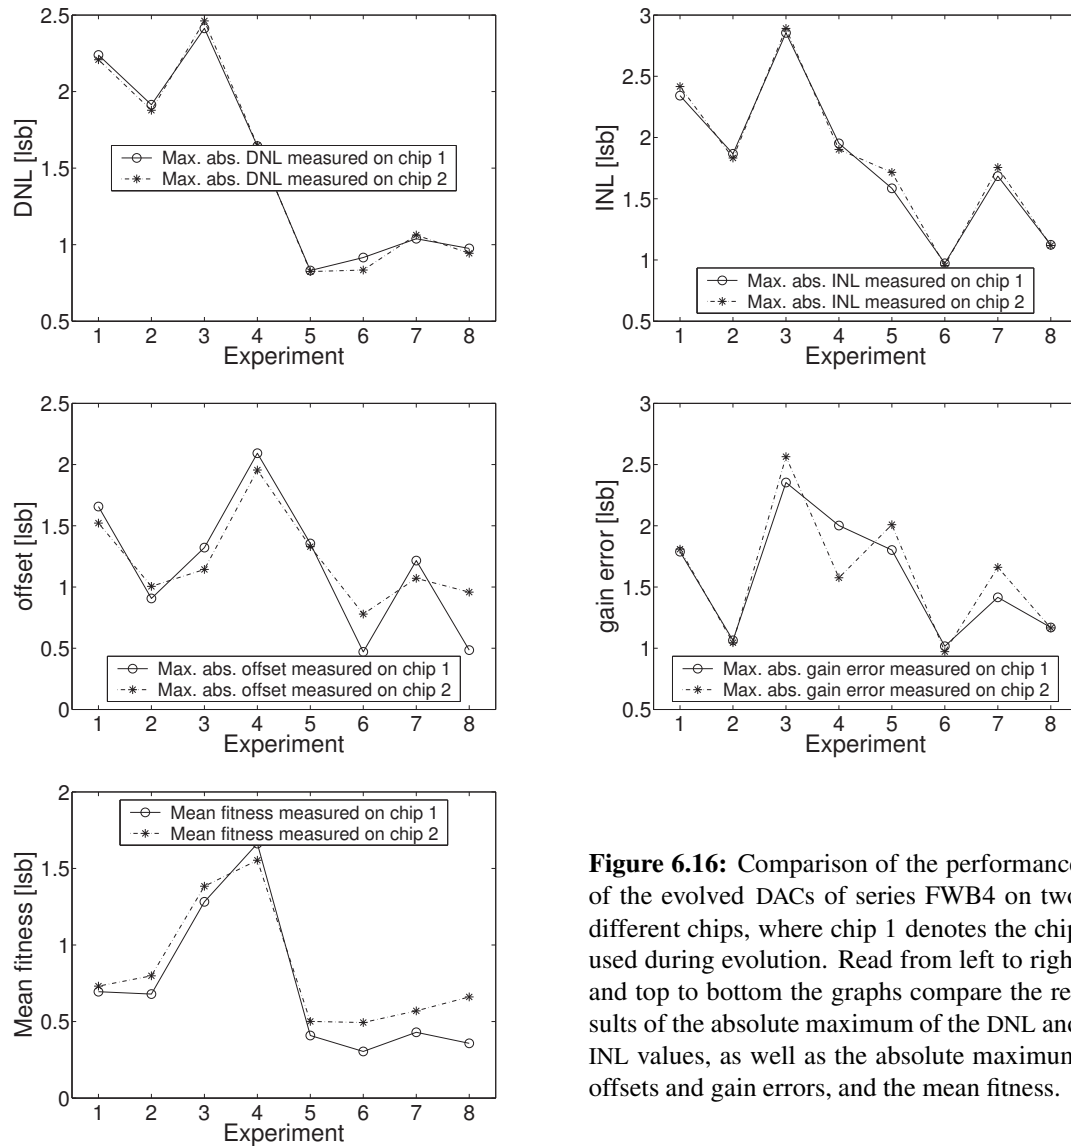 2.5
2
1.5
1
0.5
DNL [lsb]
Max. abs. DNL measured on chip 1
Max. abs. DNL measured on chip 2
1 2 3 4 5 6 7 8
Experiment
3
2.5
2
1.5
1
0.5
INL [lsb]
Max. abs. INL measured on chip 1
Max. abs. INL measured on chip 2
1 2 3 4 5 6 7 8
Experiment
2.5
2
1.5
1
0.5
0
offset [lsb]
Max. abs. offset measured on chip 1
Max. abs. offset measured on chip 2
1 2 3 4 5 6 7 8
Experiment
3
2.5
2
1.5
1
0.5
gain error [lsb]
Max. abs. gain error measured on chip 1
Max. abs. gain error measured on chip 2
1 2 3 4 5 6 7 8
Experiment
2
1.5
1
0.5
0
Mean fitness [lsb]
Mean fitness measured on chip 1
Mean fitness measured on chip 2
1 2 3 4 5 6 7 8
Experiment
Figure 6.16: Comparison of the performance
of the evolved DACs of series FWB4 on two
different chips, where chip 1 denotes the chip
used during evolution. Read from left to righ
and top to bottom the graphs compare the re
sults of the absolute maximum of the DNL and
INL values, as well as the absolute maximum
offsets and gain errors, and the mean fitness.